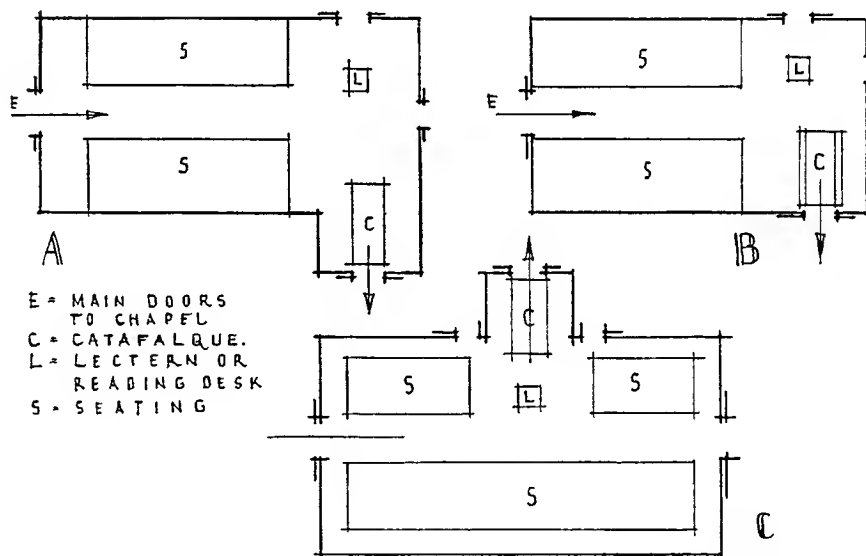 S
S
L
E
S
S
C
A
S
L
E
S
C
B
E = MAIN DOORS
TO CHAPEL
C = CATAFALQUE.
L = LECTERN OR
READING DESK
S = SEATING
C
S
S
L
S
C